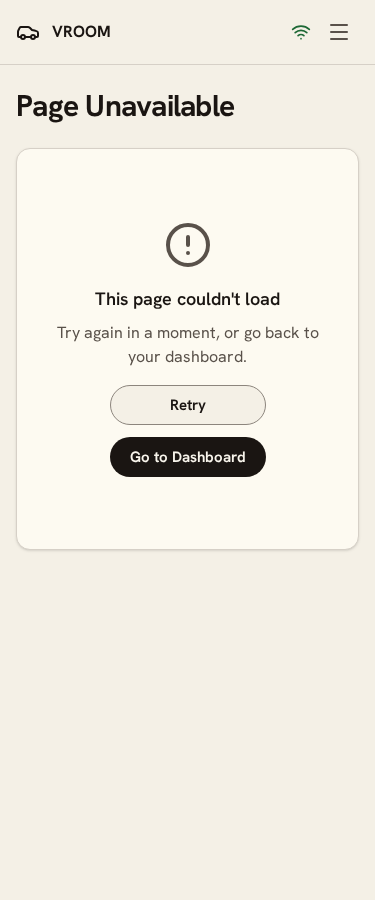 VROOM
Page Unavailable
This page couldn't load
Try again in a moment, or go back to
your dashboard.
Retry
Go to Dashboard